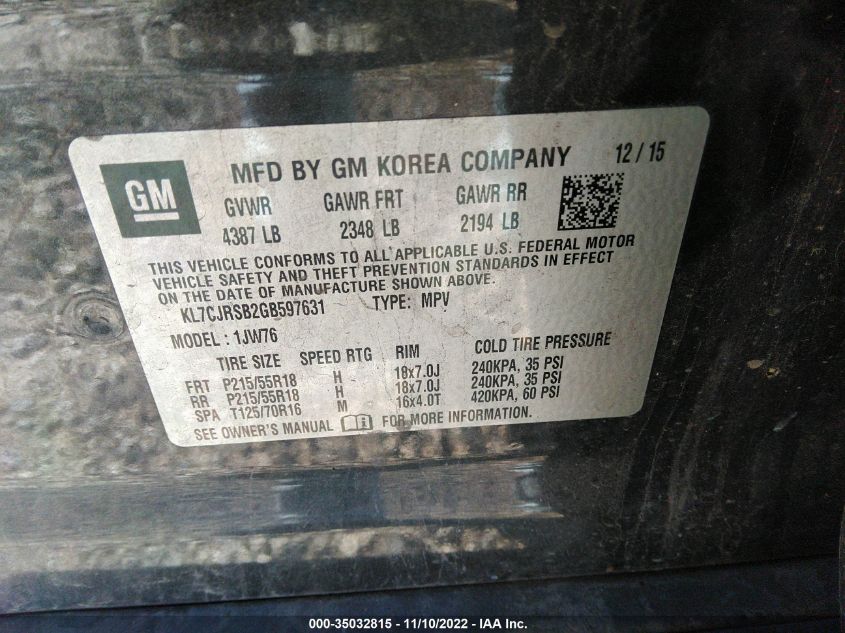 GM
MFD BY GM KOREA COMPANY 12 / 15
GVWR GAWR FRT GAWR RR
4387 LB 2348 LB 2194 LB
THIS VEHICLE CONFORMS TO ALL APPLICABLE U.S. FEDERAL MOTOR
VEHICLE SAFETY AND THEFT PREVENTION STANDARDS IN EFFECT
ON THE DATE OF MANUFACTURE SHOWN ABOVE.
KL7CJRSB2GB597631 TYPE: MPV
MODEL : 1JW76
TIRE SIZE SPEED RTG RIM COLD TIRE PRESSURE
FRT P215/55R18 H 18x7.0J 240KPA, 35 PSI
RR P215/55R18 H 18x7.0J 240KPA, 35 PSI
SPA T125/70R16 M 16x4.0T 420KPA, 60 PSI
SEE OWNER'S MANUAL FOR MORE INFORMATION.
000-35032815 - 11/10/2022 - IAA Inc.